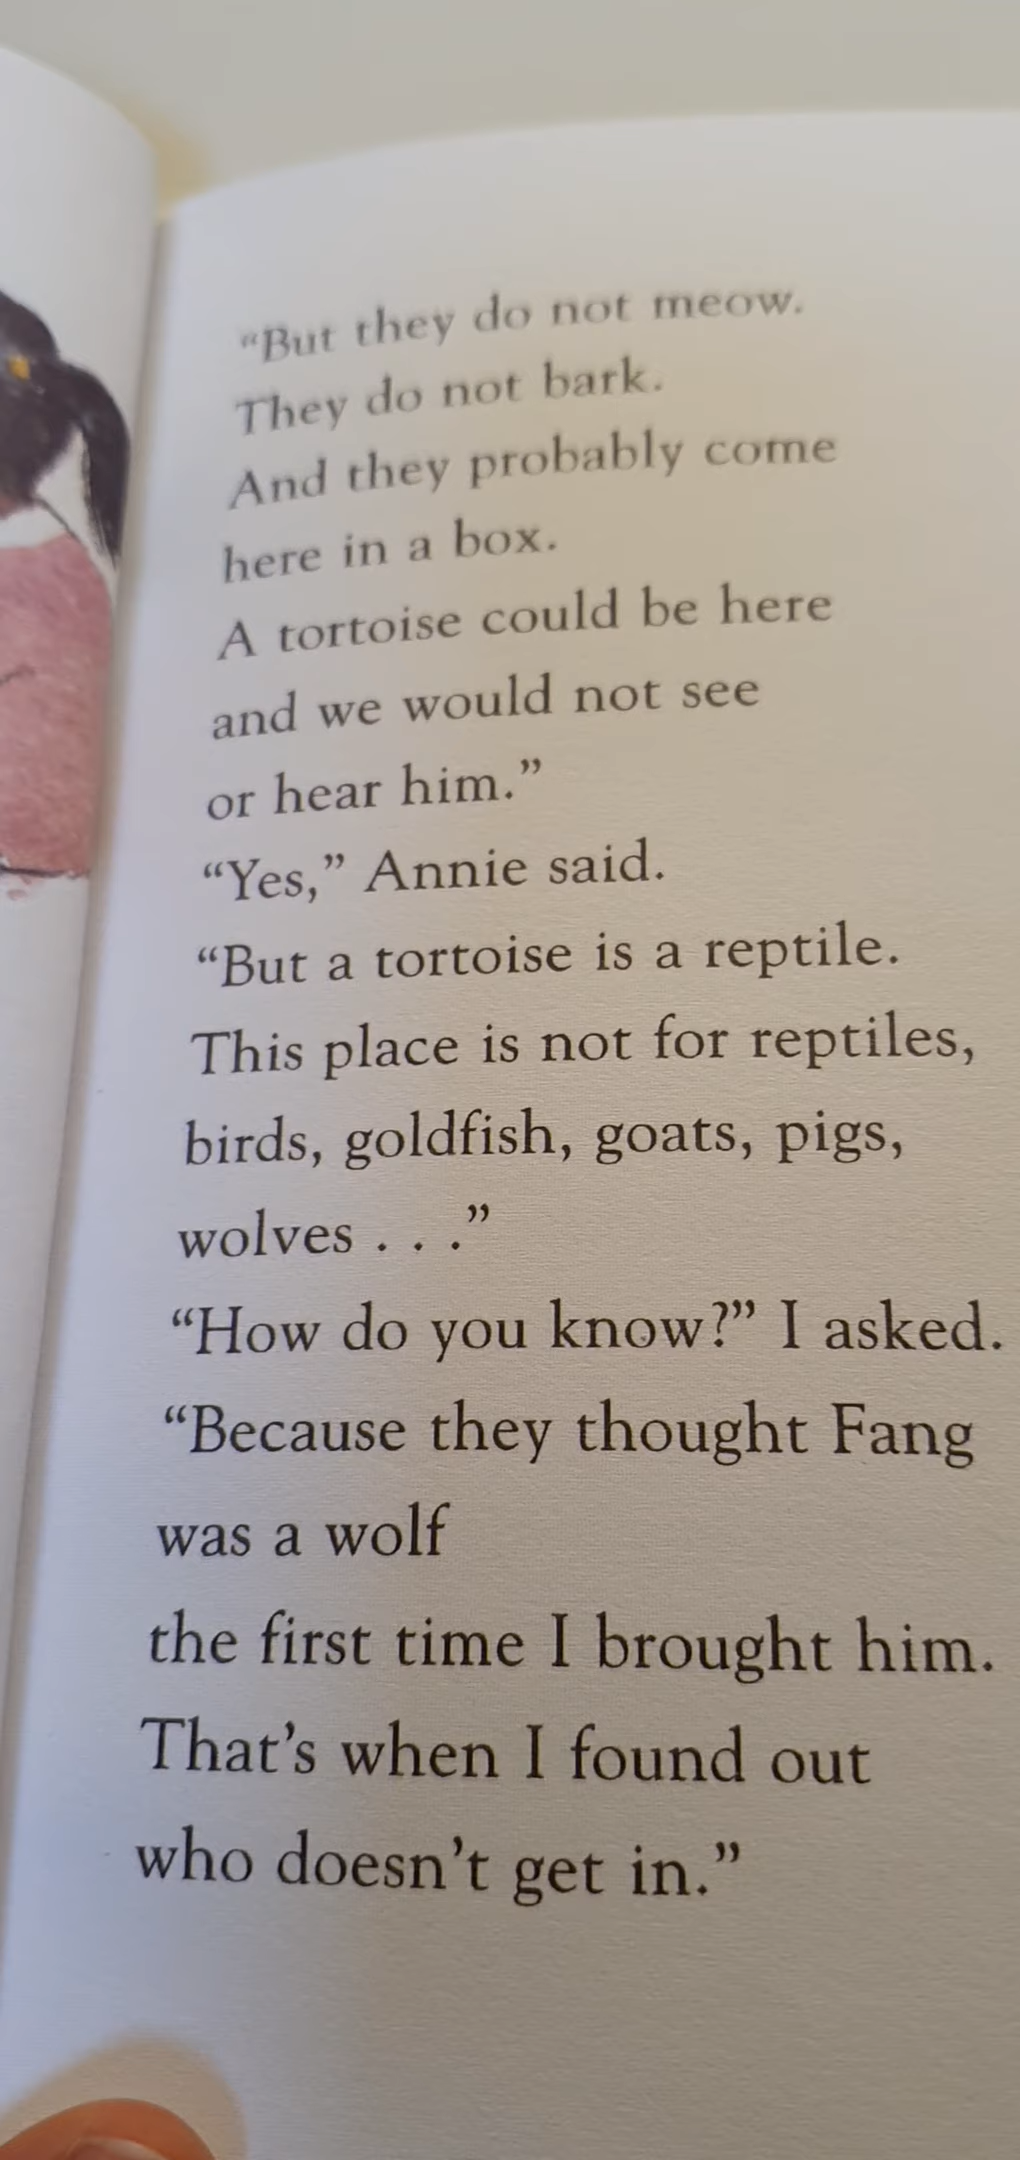 “But they do not meow.
They do not bark.
And they probably come
here in a box.
A tortoise could be here
and we would not see
or hear him.”
“Yes,” Annie said.
“But a tortoise is a reptile.
This place is not for reptiles,
birds, goldfish, goats, pigs,
wolves . . .”
“How do you know?” I asked.
“Because they thought Fang
was a wolf
the first time I brought him.
That’s when I found out
who doesn’t get in.”